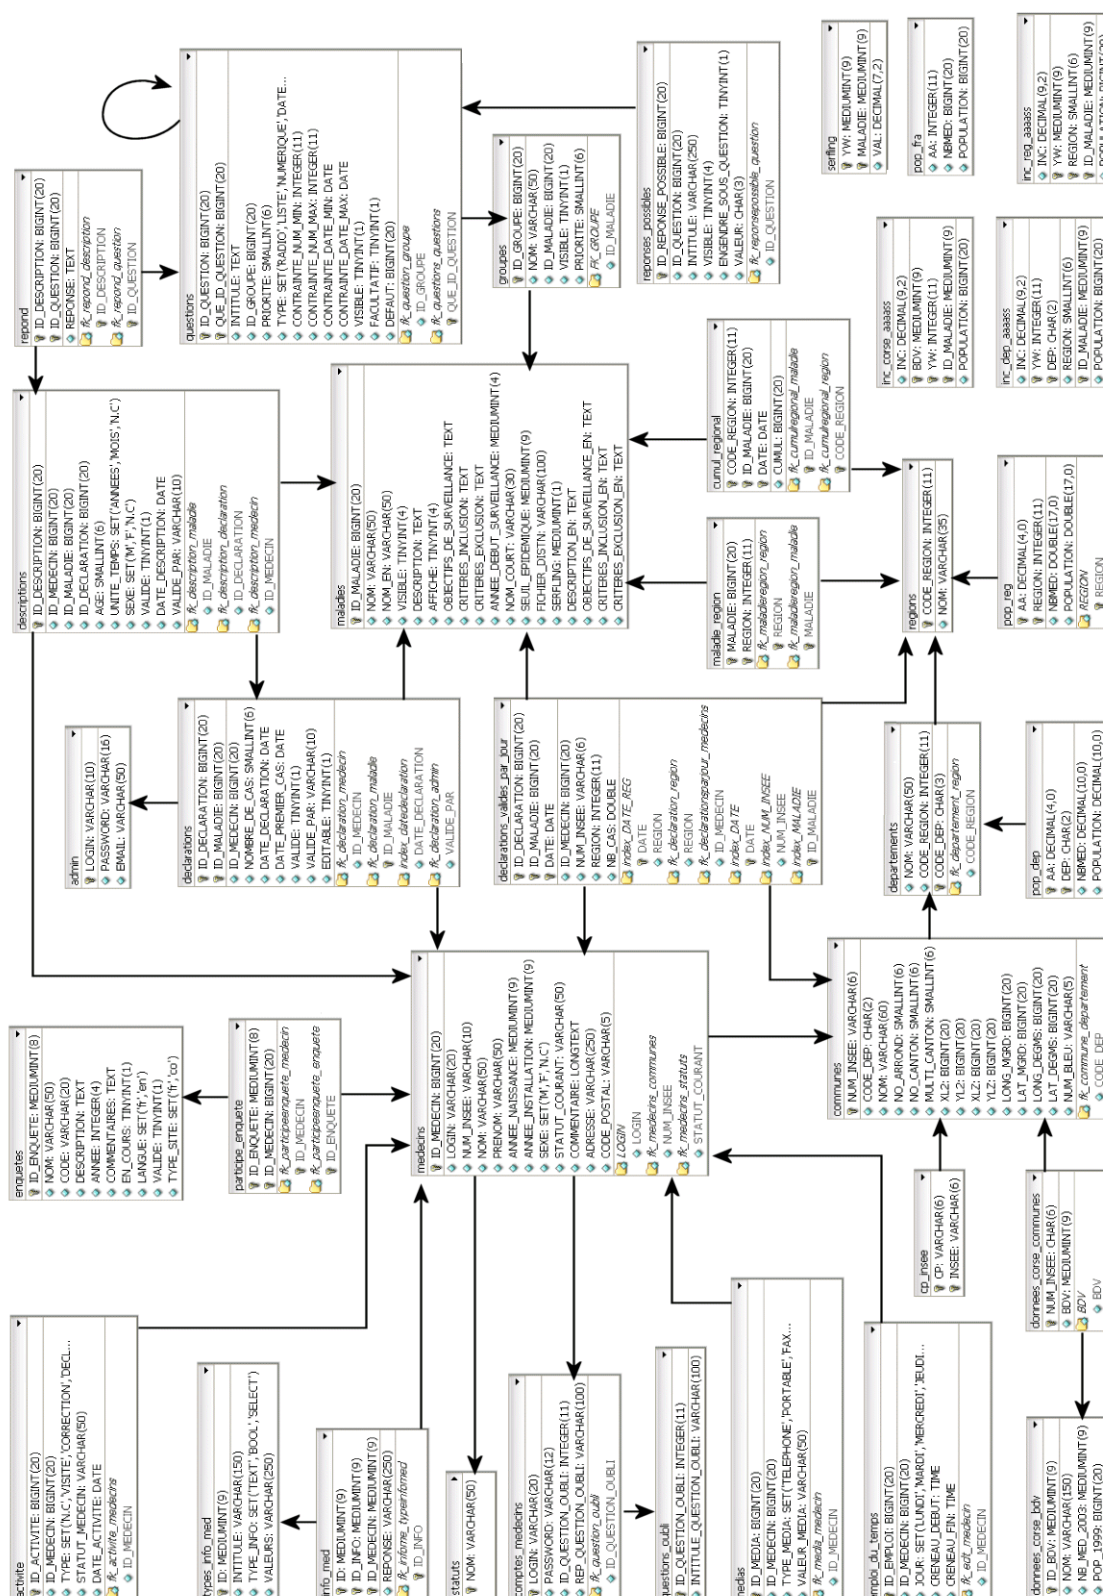 donnees_corse_bdv
ID_BDV: MEDIUMINT(9)
NOM: VARCHAR(150)
NB_MED_2003: MEDIUMINT(9)
POP_1999: BIGINT(20)
mploi_du_temps
ID_EMPLOI: BIGINT(20)
ID_MEDECIN: BIGINT(20)
JOUR: SET('LUNDI','MARDI','MERCREDI','JEUDI...
CRENEAU_DEBUT: TIME
CRENEAU_FIN: TIME
fk_edt_medecin
ID_MEDECIN
medias
ID_MEDIA: BIGINT(20)
ID_MEDECIN: BIGINT(20)
TYPE_MEDIA: SET('TELEPHONE','PORTABLE','FAX...
VALEUR_MEDIA: VARCHAR(50)
fk_media_medecin
ID_MEDECIN
questions_oubli
ID_QUESTION_OUBLI: INTEGER(11)
INTITULE_QUESTION_OUBLI: VARCHAR(100)
comptes_medecins
LOGIN: VARCHAR(20)
PASSWORD: VARCHAR(12)
ID_QUESTION_OUBLI: INTEGER(11)
REP_QUESTION_OUBLI: VARCHAR(100)
fk_question_oubli
ID_QUESTION_OUBLI
statuts
NOM: VARCHAR(50)
info_med
ID: MEDIUMINT(9)
ID_INFO: MEDIUMINT(9)
ID_MEDECIN: MEDIUMINT(9)
REPONSE: VARCHAR(250)
fk_infome_typeinfomed
ID_INFO
types_info_med
ID: MEDIUMINT(9)
INTITULE: VARCHAR(150)
TYPE_INFO: SET('TEXT','BOOL','SELECT')
VALEURS: VARCHAR(250)
activite
ID_ACTIVITE: BIGINT(20)
ID_MEDECIN: BIGINT(20)
TYPE: SET('N.C','VISITE','CORRECTION','DECL...
STATUT_MEDECIN: VARCHAR(50)
DATE_ACTIVITE: DATE
fk_activite_medecins
ID_MEDECIN
enquetes
ID_ENQUETE: MEDIUMINT(8)
NOM: VARCHAR(50)
CODE: VARCHAR(20)
DESCRIPTION: TEXT
ANNEE: INTEGER(4)
COMMENTAIRES: TEXT
EN_COURS: TINYINT(1)
LANGUE: SET('fr','en')
VALIDE: TINYINT(1)
TYPE_SITE: SET('fr','co')
participe_enquete
ID_ENQUETE: MEDIUMINT(8)
ID_MEDECIN: BIGINT(20)
fk_participeenquete_medecin
ID_MEDECIN
fk_participeenquete_enquete
ID_ENQUETE
medecins
ID_MEDECIN: BIGINT(20)
LOGIN: VARCHAR(20)
NUM_INSEE: VARCHAR(10)
NOM: VARCHAR(50)
PRENOM: VARCHAR(50)
ANNEE_NAISSANCE: MEDIUMINT(9)
ANNEE_INSTALLATION: MEDIUMINT(9)
SEXE: SET('M','F','N.C')
STATUT_COURANT: VARCHAR(50)
COMMENTAIRE: LONGTEXT
ADRESSE: VARCHAR(250)
CODE_POSTAL: VARCHAR(5)
LOGIN
LOGIN
fk_medecins_communes
NUM_INSEE
fk_medecins_statuts
STATUT_COURANT
cp_insee
CP: VARCHAR(6)
INSEE: VARCHAR(6)
donnees_corse_communes
NUM_INSEE: CHAR(6)
BDV: MEDIUMINT(9)
BDV
BDV
communes
NUM_INSEE: VARCHAR(6)
CODE_DEP: CHAR(2)
NOM: VARCHAR(60)
NO_ARROND: SMALLINT(6)
NO_CANTON: SMALLINT(6)
MULTI_CANTON: SMALLINT(6)
XL2: BIGINT(20)
YL2: BIGINT(20)
XLZ: BIGINT(20)
YLZ: BIGINT(20)
LONG_MGRD: BIGINT(20)
LAT_MGRD: BIGINT(20)
LONG_DEGMS: BIGINT(20)
LAT_DEGMS: BIGINT(20)
NUM_BLEU: VARCHAR(5)
fk_commune_departement
CODE_DEP
admin
LOGIN: VARCHAR(10)
PASSWORD: VARCHAR(16)
EMAIL: VARCHAR(50)
declarations
ID_DECLARATION: BIGINT(20)
ID_MALADIE: BIGINT(20)
ID_MEDECIN: BIGINT(20)
NOMBRE_DE_CAS: SMALLINT(6)
DATE_DECLARATION: DATE
DATE_PREMIER_CAS: DATE
VALIDE: TINYINT(1)
VALIDE_PAR: VARCHAR(10)
EDITABLE: TINYINT(1)
fk_declaration_medecin
ID_MEDECIN
fk_declaration_maladie
ID_MALADIE
index_datedeclaration
DATE_DECLARATION
fk_declaration_admin
VALIDE_PAR
declarations_valides_par_jour
ID_DECLARATION: BIGINT(20)
ID_MALADIE: BIGINT(20)
DATE: DATE
ID_MEDECIN: BIGINT(20)
NUM_INSEE: VARCHAR(6)
REGION: INTEGER(11)
NB_CAS: DOUBLE
index_DATE_REG
DATE
REGION
fk_declaration_region
REGION
fk_declarationsparjour_medecins
ID_MEDECIN
index_DATE
DATE
index_NUM_INSEE
NUM_INSEE
index_MALADIE
ID_MALADIE
departements
NOM: VARCHAR(50)
CODE_REGION: INTEGER(11)
CODE_DEP: CHAR(3)
fk_departement_region
CODE_REGION
pop_dep
AA: DECIMAL(4,0)
DEP: CHAR(2)
NBMED: DECIMAL(10,0)
POPULATION: DECIMAL(10,0)
descriptions
ID_DESCRIPTION: BIGINT(20)
ID_MEDECIN: BIGINT(20)
ID_MALADIE: BIGINT(20)
ID_DECLARATION: BIGINT(20)
AGE: SMALLINT(6)
UNITE_TEMPS: SET('ANNEES','MOIS','N.C')
SEXE: SET('M','F','N.C')
VALIDE: TINYINT(1)
DATE_DESCRIPTION: DATE
VALIDE_PAR: VARCHAR(10)
fk_description_maladie
ID_MALADIE
fk_description_declaration
ID_DECLARATION
fk_description_medecin
ID_MEDECIN
maladies
ID_MALADIE: BIGINT(20)
NOM: VARCHAR(50)
NOM_EN: VARCHAR(50)
VISIBLE: TINYINT(4)
DESCRIPTION: TEXT
AFFICHE: TINYINT(4)
OBJECTIFS_DE_SURVEILLANCE: TEXT
CRITERES_INCLUSION: TEXT
CRITERES_EXCLUSION: TEXT
ANNEE_DEBUT_SURVEILLANCE: MEDIUMINT(4)
NOM_COURT: VARCHAR(30)
SEUIL_EPIDEMIQUE: MEDIUMINT(9)
FICHIER_DISTN: VARCHAR(100)
SERFLING: MEDIUMINT(1)
DESCRIPTION_EN: TEXT
OBJECTIFS_DE_SURVEILLANCE_EN: TEXT
CRITERES_INCLUSION_EN: TEXT
CRITERES_EXCLUSION_EN: TEXT
maladie_region
MALADIE: BIGINT(20)
REGION: INTEGER(11)
fk_maladieregion_region
REGION
fk_maladieregion_maladie
MALADIE
cumul_regional
CODE_REGION: INTEGER(11)
ID_MALADIE: BIGINT(20)
DATE: DATE
CUMUL: BIGINT(20)
fk_cumulregional_maladie
ID_MALADIE
fk_cumulregional_region
CODE_REGION
regions
CODE_REGION: INTEGER(11)
NOM: VARCHAR(35)
pop_reg
AA: DECIMAL(4,0)
REGION: INTEGER(11)
NBMED: DOUBLE(17,0)
POPULATION: DOUBLE(17,0)
REGION
REGION
repond
ID_DESCRIPTION: BIGINT(20)
ID_QUESTION: BIGINT(20)
REPONSE: TEXT
fk_repond_description
ID_DESCRIPTION
fk_repond_question
ID_QUESTION
questions
ID_QUESTION: BIGINT(20)
QUE_ID_QUESTION: BIGINT(20)
INTITULE: TEXT
ID_GROUPE: BIGINT(20)
PRIORITE: SMALLINT(6)
TYPE: SET('RADIO','LISTE','NUMERIQUE','DATE...
CONTRAINTE_NUM_MIN: INTEGER(11)
CONTRAINTE_NUM_MAX: INTEGER(11)
CONTRAINTE_DATE_MIN: DATE
CONTRAINTE_DATE_MAX: DATE
VISIBLE: TINYINT(1)
FACULTATIF: TINYINT(1)
DEFAUT: BIGINT(20)
fk_question_groupe
ID_GROUPE
fk_questions_questions
QUE_ID_QUESTION
groupes
ID_GROUPE: BIGINT(20)
NOM: VARCHAR(50)
ID_MALADIE: BIGINT(20)
VISIBLE: TINYINT(1)
PRIORITE: SMALLINT(6)
FK_GROUPE
ID_MALADIE
reponses_possibles
ID_REPONSE_POSSIBLE: BIGINT(20)
ID_QUESTION: BIGINT(20)
INTITULE: VARCHAR(250)
VISIBLE: TINYINT(4)
ENGENDRE_SOUS_QUESTION: TINYINT(1)
VALEUR: CHAR(3)
fk_reponsepossible_question
ID_QUESTION
inc_corse_aaaass
INC: DECIMAL(9,2)
BDV: MEDIUMINT(9)
YW: INTEGER(11)
ID_MALADIE: MEDIUMINT(9)
POPULATION: BIGINT(20)
inc_dep_aaaass
INC: DECIMAL(9,2)
YW: INTEGER(11)
DEP: CHAR(2)
REGION: SMALLINT(6)
ID_MALADIE: MEDIUMINT(9)
POPULATION: BIGINT(20)
serfling
YW: MEDIUMINT(9)
MALADIE: MEDIUMINT(9)
VAL: DECIMAL(7,2)
pop_fra
AA: INTEGER(11)
NBMED: BIGINT(20)
POPULATION: BIGINT(20)
inc_reg_aaaass
INC: DECIMAL(9,2)
YW: MEDIUMINT(9)
REGION: SMALLINT(6)
ID_MALADIE: MEDIUMINT(9)
POPULATION: BIGINT(20)